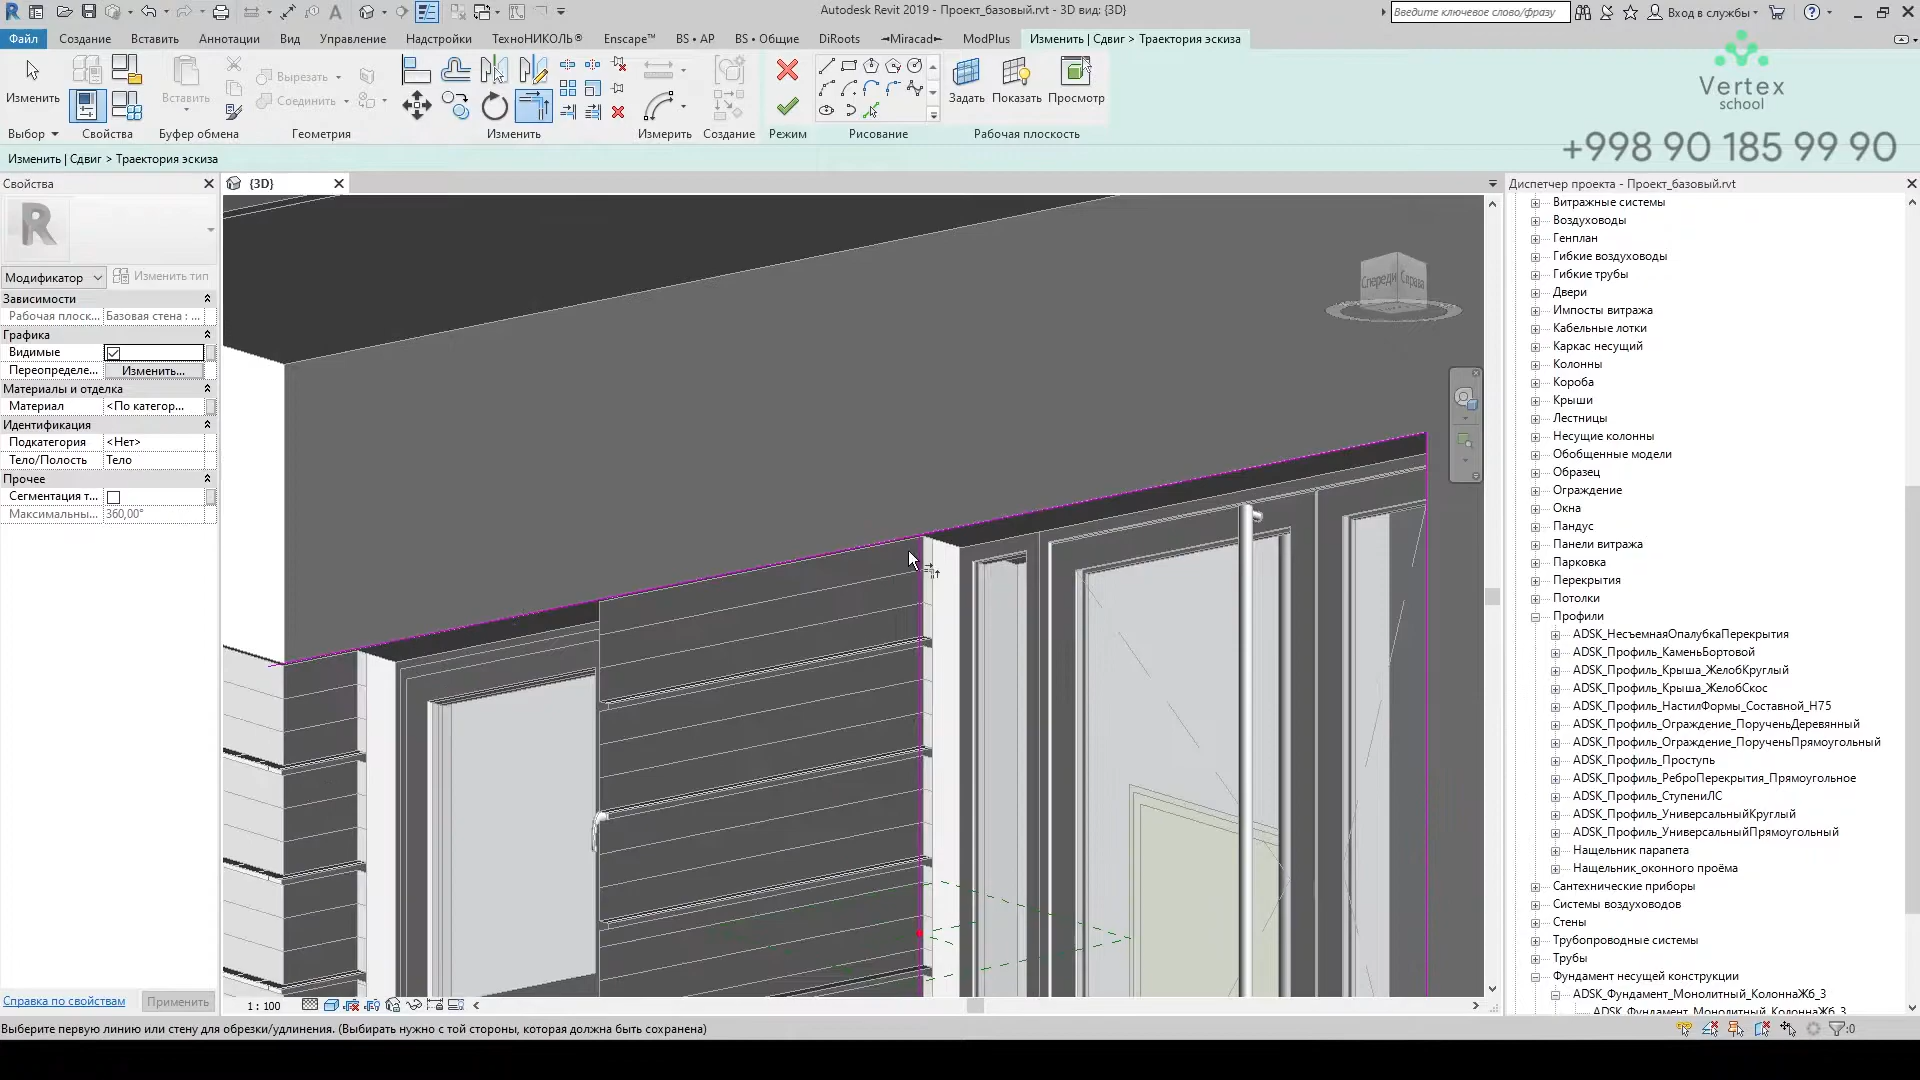 Autodesk Revit 2019 - Проект_базовый.rvt - 3D вид: {3D}
Введите ключевое слово/фразу
Вход в службы
Файл Создание Вставить Аннотации Вид Управление Надстройки ТехноНИКОЛЬ® Enscape™ BS • АР BS • Общие DiRoots -Miracad- ModPlus Изменить | Сдвиг > Траектория эскиза
Вырезать
Соединить
Изменить Вставить Задать Показать Просмотр
Выбор Свойства Буфер обмена Геометрия Изменить Измерить Создание Режим Рисование Рабочая плоскость
Vertex
school
+998 90 185 99 90
Изменить | Сдвиг > Траектория эскиза
Свойства
{3D}
Диспетчер проекта - Проект_базовый.rvt
Модификатор Изменить тип
Зависимости
Рабочая плоск... Базовая стена : ...
Графика
Видимые
Переопределе... Изменить...
Материалы и отделка
Материал <По категор...
Идентификация
Подкатегория <Нет>
Тело/Полость Тело
Прочее
Сегментация т...
Максимальны... 360,00°
Справка по свойствам Применить
Спереди Справа
Витражные системы
Воздуховоды
Генплан
Гибкие воздуховоды
Гибкие трубы
Двери
Импосты витража
Кабельные лотки
Каркас несущий
Колонны
Короба
Крыши
Лестницы
Несущие колонны
Обобщенные модели
Образец
Ограждение
Окна
Пандус
Панели витража
Парковка
Перекрытия
Потолки
Профили
ADSK_НесъемнаяОпалубкаПерекрытия
ADSK_Профиль_КаменьБортовой
ADSK_Профиль_Крыша_ЖелобКруглый
ADSK_Профиль_Крыша_ЖелобСкос
ADSK_Профиль_НастилФормы_Составной_Н75
ADSK_Профиль_Ограждение_ПорученьДеревянный
ADSK_Профиль_Ограждение_ПорученьПрямоугольный
ADSK_Профиль_Проступь
ADSK_Профиль_РеброПерекрытия_Прямоугольное
ADSK_Профиль_СтупениЛС
ADSK_Профиль_УниверсальныйКруглый
ADSK_Профиль_УниверсальныйПрямоугольный
Нащельник парапета
Нащельник_оконного проёма
Сантехнические приборы
Системы воздуховодов
Стены
Трубопроводные системы
Трубы
Фундамент несущей конструкции
ADSK_Фундамент_Монолитный_КолоннаЖб_3
ADSK_Фундамент_Монолитный_КолоннаЖб_3
1 : 100
Выберите первую линию или стену для обрезки/удлинения. (Выбирать нужно с той стороны, которая должна быть сохранена)
:0